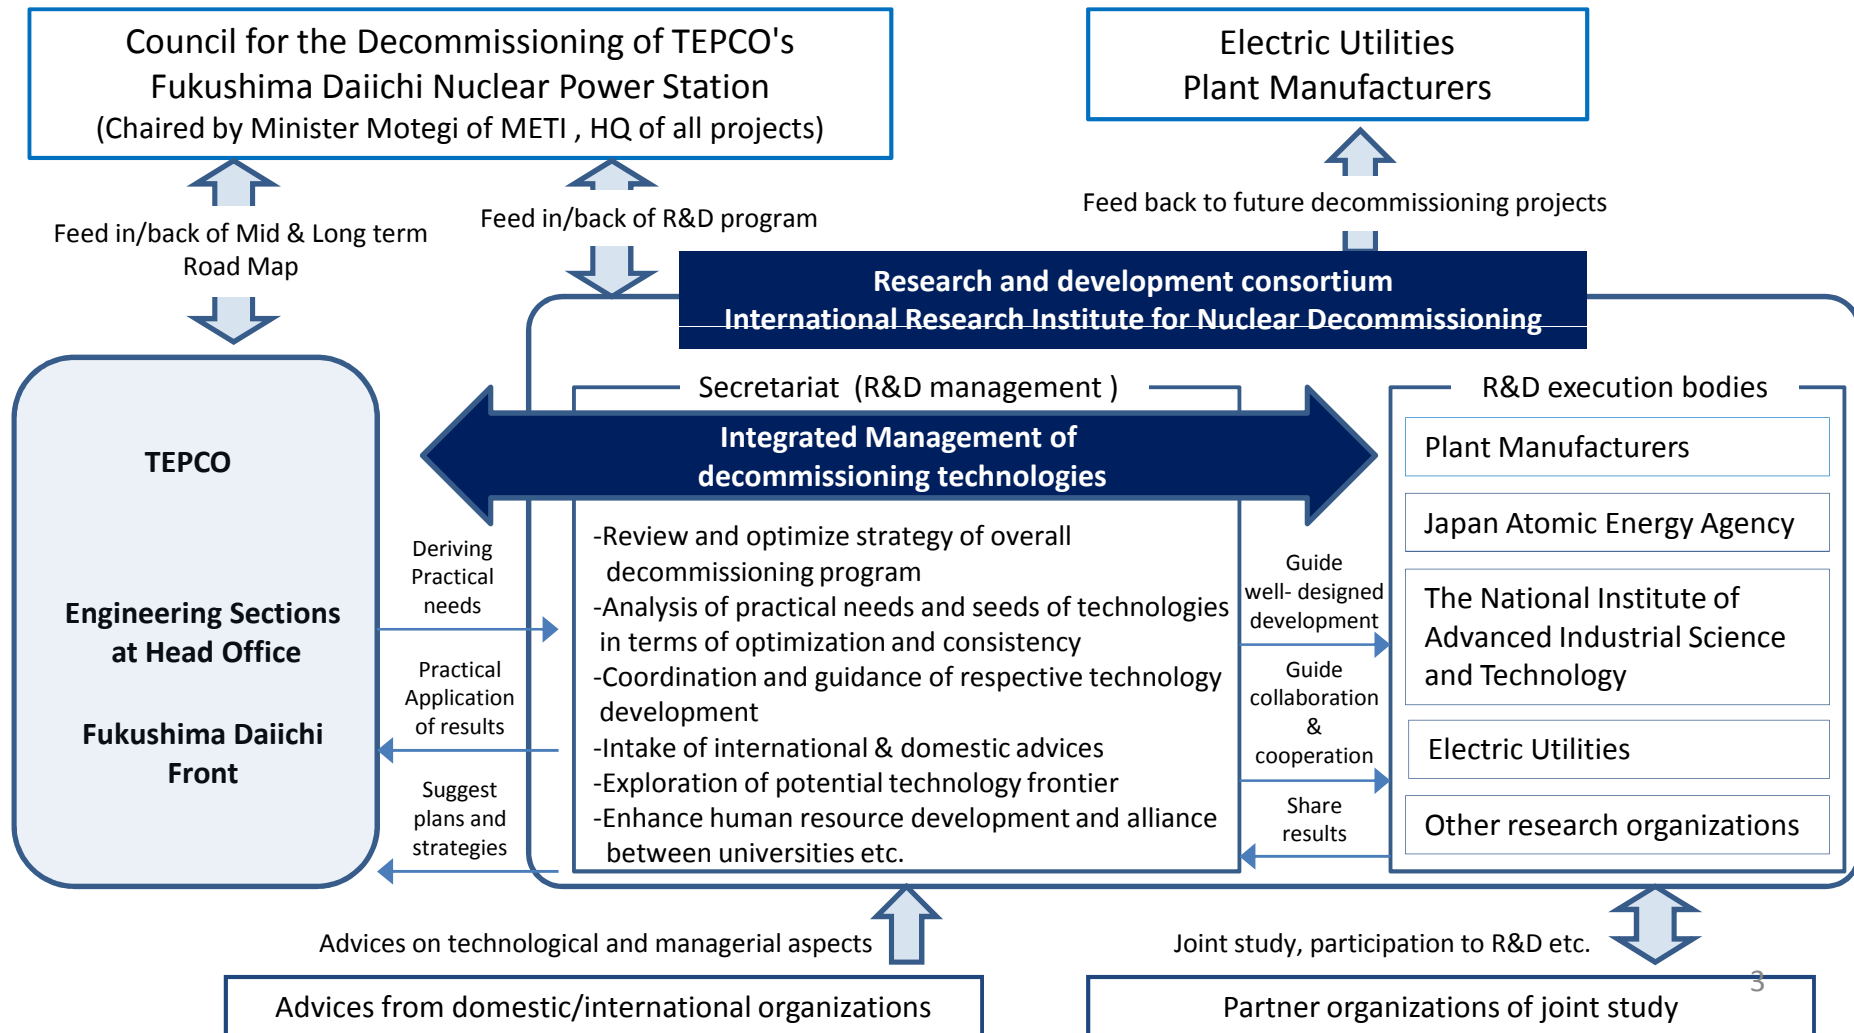 Council for the Decommissioning of TEPCO's
Fukushima Daiichi Nuclear Power Station
(Chaired by Minister Motegi of METI , HQ of all projects)
Electric Utilities
Plant Manufacturers
Feed in/back of Mid & Long term
Road Map
Feed in/back of R&D program
Feed back to future decommissioning projects
Research and development consortium
International Research Institute for Nuclear Decommissioning
TEPCO
Engineering Sections
at Head Office
Fukushima Daiichi
Front
Deriving
Practical
needs
Practical
Application
of results
Suggest
plans and
strategies
Secretariat (R&D management )
Integrated Management of
decommissioning technologies
-Review and optimize strategy of overall
decommissioning program
-Analysis of practical needs and seeds of technologies
in terms of optimization and consistency
-Coordination and guidance of respective technology
development
-Intake of international & domestic advices
-Exploration of potential technology frontier
-Enhance human resource development and alliance
between universities etc.
Guide
well- designed
development
Guide
collaboration
&
cooperation
Share
results
R&D execution bodies
Plant Manufacturers
Japan Atomic Energy Agency
The National Institute of
Advanced Industrial Science
and Technology
Electric Utilities
Other research organizations
Advices on technological and managerial aspects
Joint study, participation to R&D etc.
Advices from domestic/international organizations
Partner organizations of joint study
3